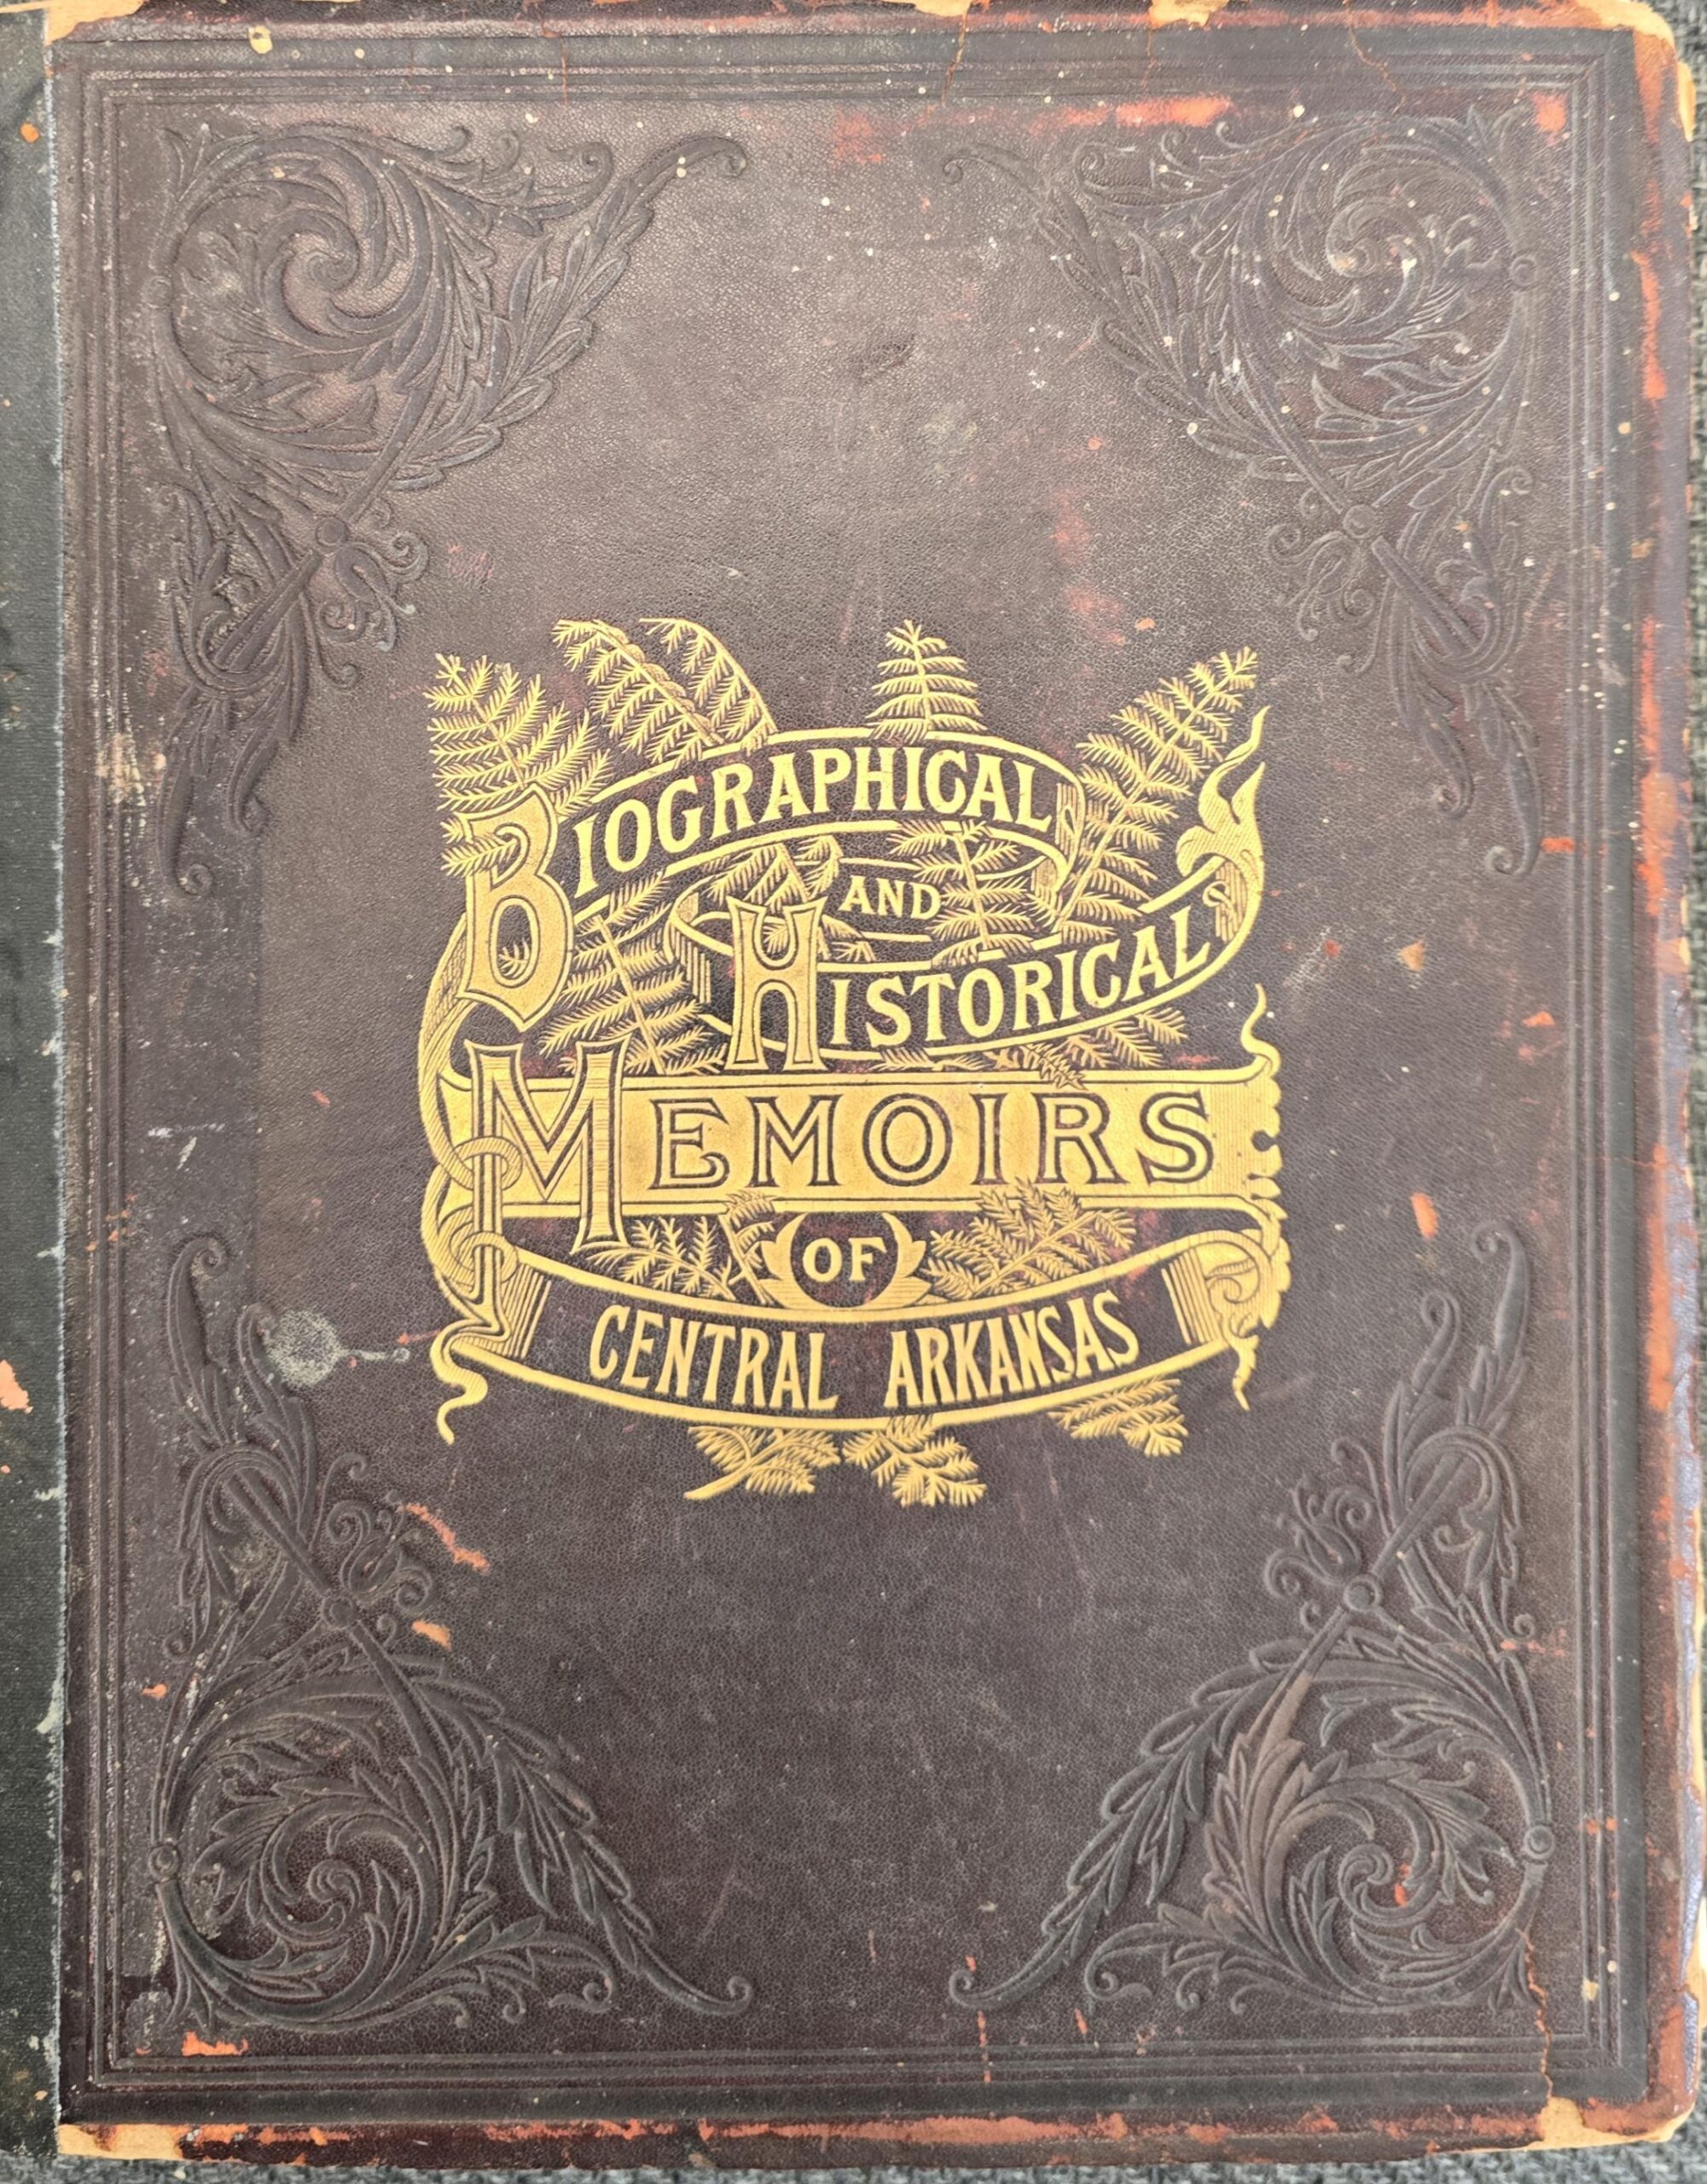 BIOGRAPHICAL
AND
HISTORICAL
MEMOIRS
OF
CENTRAL ARKANSAS